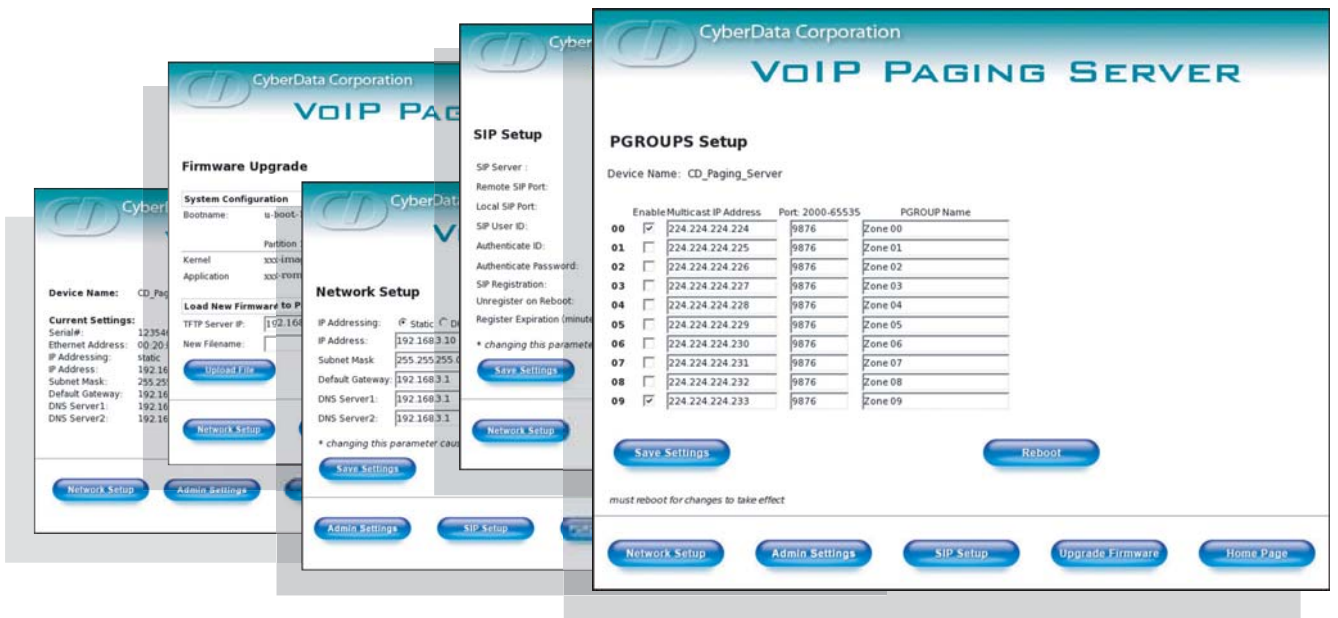 CyberData Corporation
VoIP Paging Server
PGROUPS Setup
Device Name: CD_Paging_Server
Enable Multicast IP Address Port: 2000-65535 PGROUP Name
00 224.224.224.224 9876 Zone 00
01 224.224.224.225 9876 Zone 01
02 224.224.224.226 9876 Zone 02
03 224.224.224.227 9876 Zone 03
04 224.224.224.228 9876 Zone 04
05 224.224.224.229 9876 Zone 05
06 224.224.224.230 9876 Zone 06
07 224.224.224.231 9876 Zone 07
08 224.224.224.232 9876 Zone 08
09 224.224.224.233 9876 Zone 09
Save Settings Reboot
must reboot for changes to take effect
Network Setup Admin Settings SIP Setup Upgrade Firmware Home Page
SIP Setup
SIP Server :
Remote SIP Port:
Local SIP Port:
SIP User ID:
Authenticate ID:
Authenticate Password:
SIP Registration:
Unregister on Reboot:
Register Expiration
* changing this
Save Settings
Network Setup
Network Setup
IP Addressing: Static
IP Address: 192.168.3.10
Subnet Mask 255.255.255.0
Default Gateway: 192.168.3.1
DNS Server1: 192.168.3.1
DNS Server2: 192.168.3.1
* changing this parameter
Save Settings
Admin Settings SIP Setup
CyberData Corporation
VoIP
Firmware Upgrade
System Configuration
Bootname:
Partition
Kernel
Application
Load New Firmware to
TFTP Server IP: 192.168
New Filename:
Upload File
Network Setup
Device Name:
Current Settings:
Serial#:
Ethernet Address:
IP Addressing: static
IP Address:
Subnet Mask:
Default Gateway:
DNS Server1:
DNS Server2:
Network Setup Admin Settings